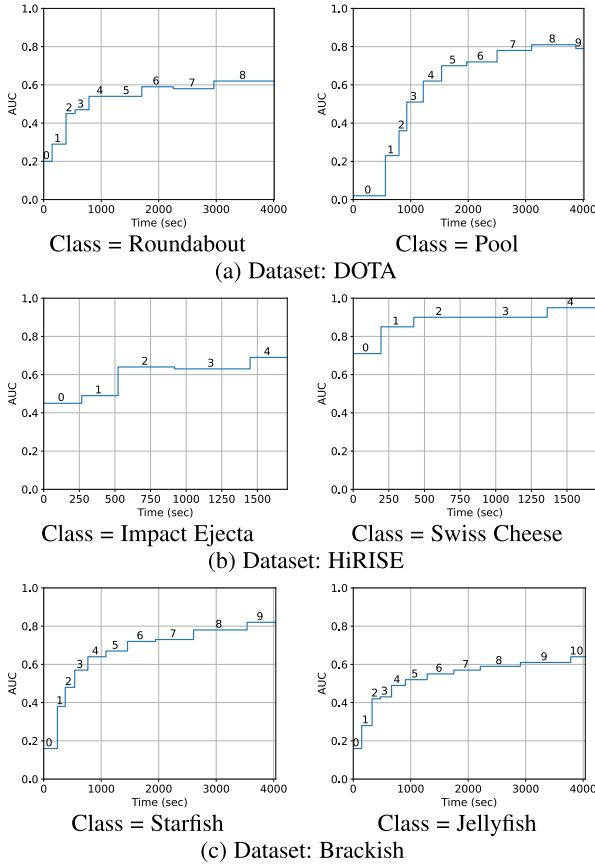 1.0
0.8
0.6
0.4
0.2
0.0
AUC
0 1 2 3 4 5 6 7 8
0 1000 2000 3000 4000
Time (sec)
Class = Roundabout
1.0
0.8
0.6
0.4
0.2
0.0
AUC
0 1 2 3 4 5 6 7 8 9
0 1000 2000 3000 4000
Time (sec)
Class = Pool
(a) Dataset: DOTA
1.0
0.8
0.6
0.4
0.2
0.0
AUC
0 1 2 3 4
0 250 500 750 1000 1250 1500
Time (sec)
Class = Impact Ejecta
1.0
0.8
0.6
0.4
0.2
0.0
AUC
0 1 2 3 4
0 250 500 750 1000 1250 1500
Time (sec)
Class = Swiss Cheese
(b) Dataset: HiRISE
1.0
0.8
0.6
0.4
0.2
0.0
AUC
0 1 2 3 4 5 6 7 8 9
0 1000 2000 3000 4000
Time (sec)
Class = Starfish
1.0
0.8
0.6
0.4
0.2
0.0
AUC
0 1 2 3 4 5 6 7 8 9 10
0 1000 2000 3000 4000
Time (sec)
Class = Jellyfish
(c) Dataset: Brackish